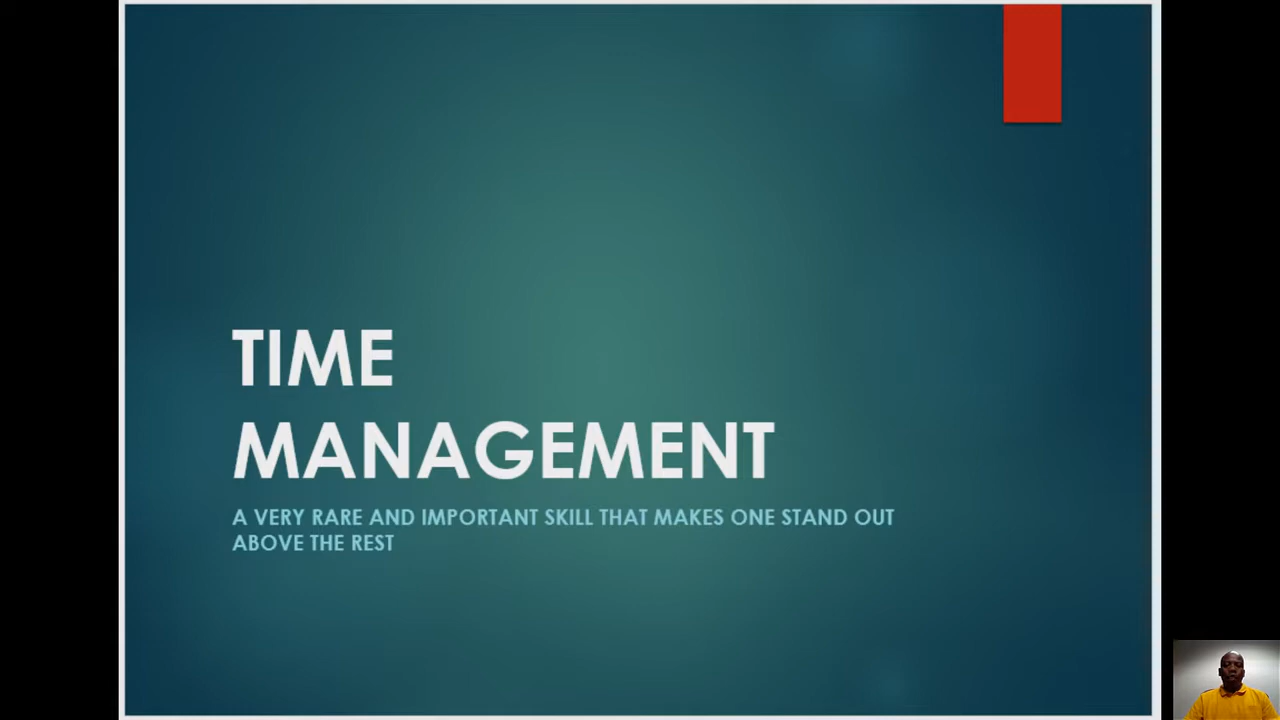 TIME
MANAGEMENT
A VERY RARE AND IMPORTANT SKILL THAT MAKES ONE STAND OUT
ABOVE THE REST